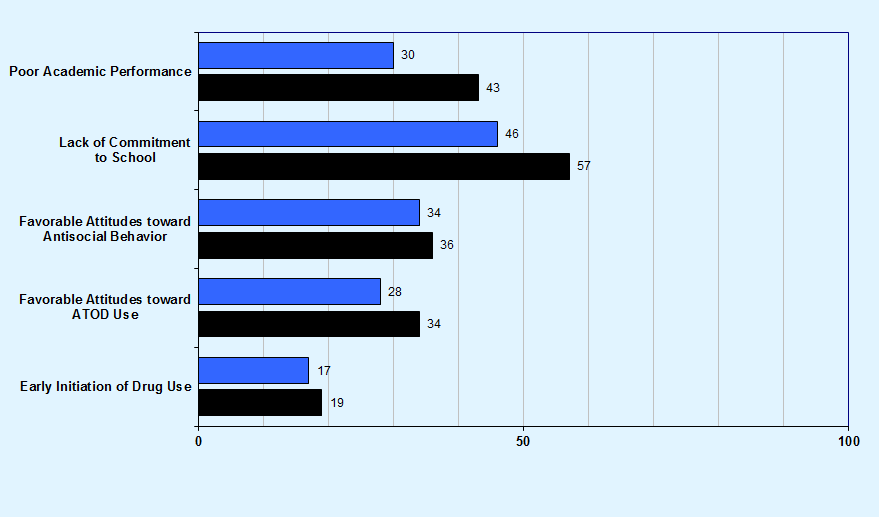 Poor Academic Performance
30
43
Lack of Commitment
to School
46
57
Favorable Attitudes toward
Antisocial Behavior
34
36
Favorable Attitudes toward
ATOD Use
28
34
Early Initiation of Drug Use
17
19
0 50 100